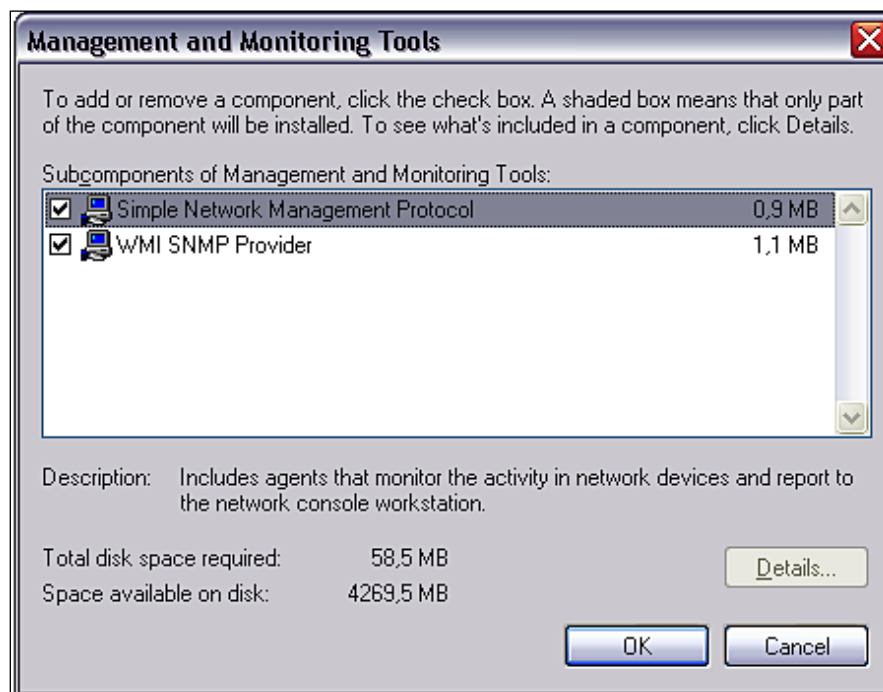 Management and Monitoring Tools
To add or remove a component, click the check box. A shaded box means that only part
of the component will be installed. To see what's included in a component, click Details.
Subcomponents of Management and Monitoring Tools:
Simple Network Management Protocol 0,9 MB
WMI SNMP Provider 1,1 MB
Description: Includes agents that monitor the activity in network devices and report to
the network console workstation.
Total disk space required: 58,5 MB
Space available on disk: 4269,5 MB
Details...
OK Cancel